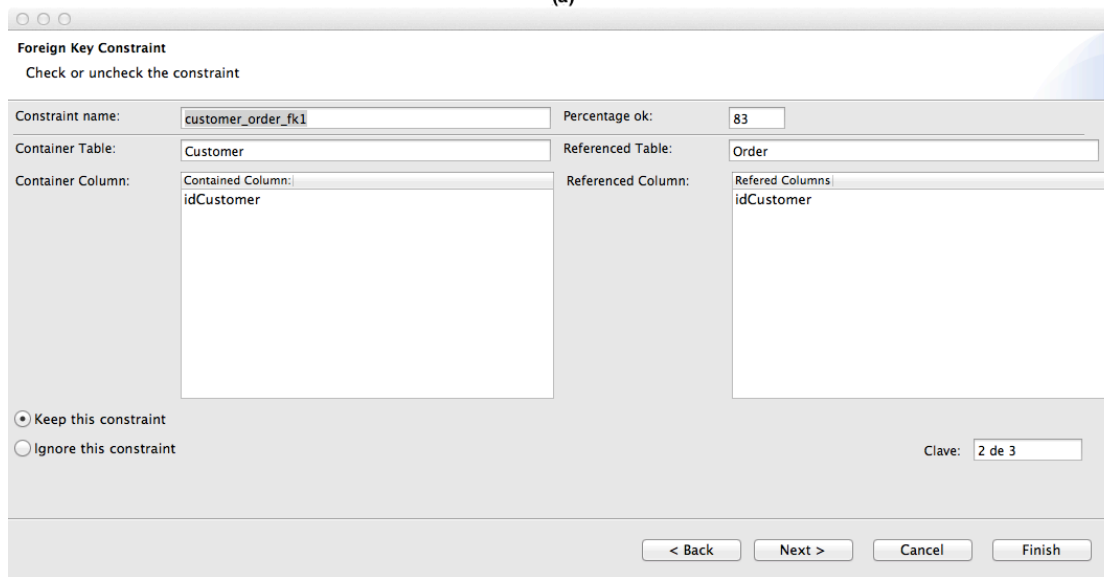 (a)
Foreign Key Constraint
Check or uncheck the constraint
Constraint name: customer_order_fk1 Percentage ok: 83
Container Table: Customer Referenced Table: Order
Container Column: Contained Column: Referenced Column: Refered Columns
idCustomer idCustomer
Keep this constraint
Ignore this constraint Clave: 2 de 3
< Back Next > Cancel Finish